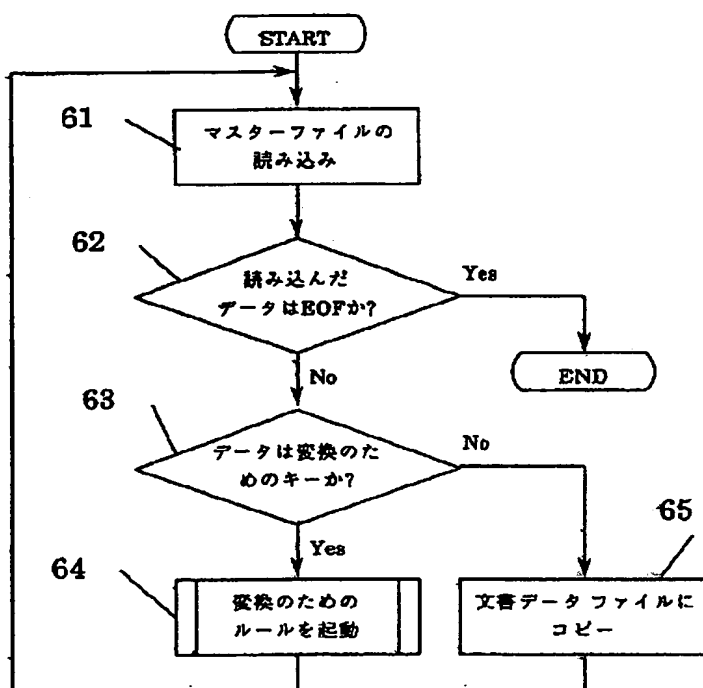 START
61
マスターファイルの
読み込み
62
読み込んだ
データはEOFか?
Yes
END
No
63
データは変換のた
めのキーか?
No
Yes
64
変換のための
ルールを起動
65
文書データファイルに
コピー